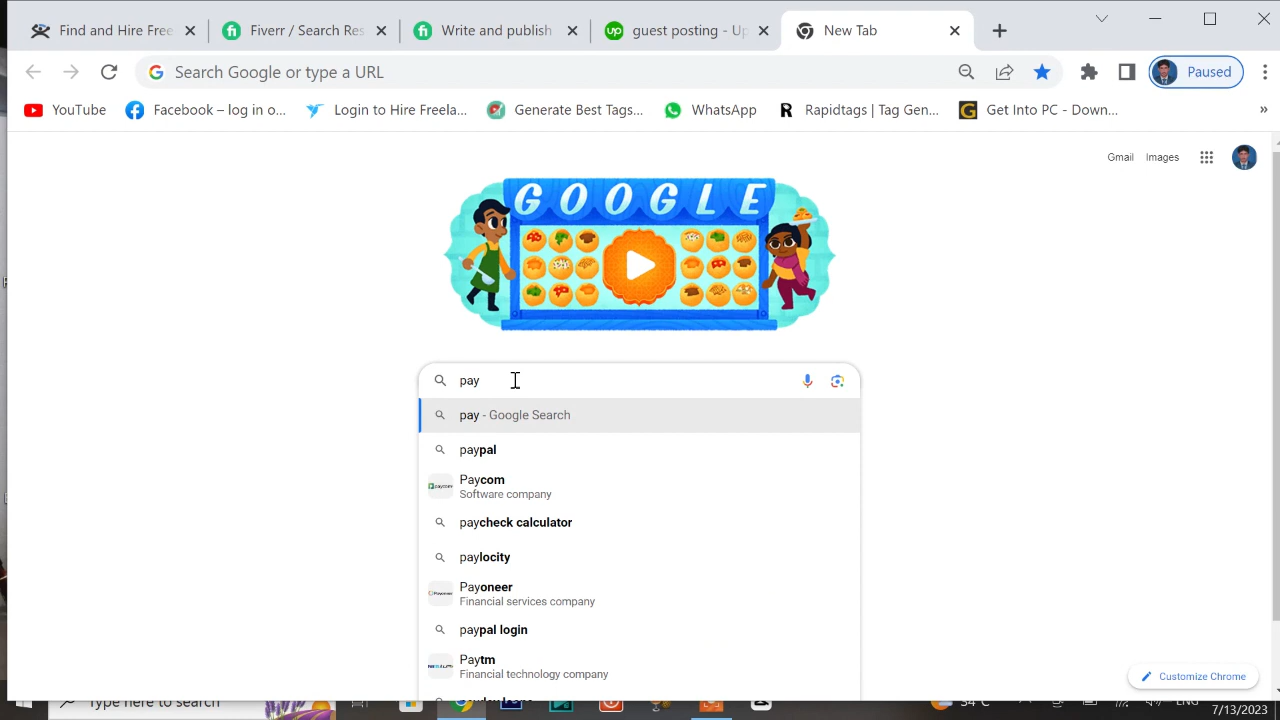 Find and Hire Free
Fiverr / Search Res
Write and publish
up guest posting - Up
New Tab
Search Google or type a URL
Paused
YouTube
Facebook – log in o...
Login to Hire Freela...
Generate Best Tags...
WhatsApp
R Rapidtags | Tag Gen...
G Get Into PC - Down...
»
Gmail Images
GOOGLE
pay
pay - Google Search
paypal
Paycom
Software company
paycheck calculator
paylocity
Payoneer
Financial services company
paypal login
Paytm
Financial technology company
Customize Chrome
Type here to search
34°C
ENG
7/13/2023